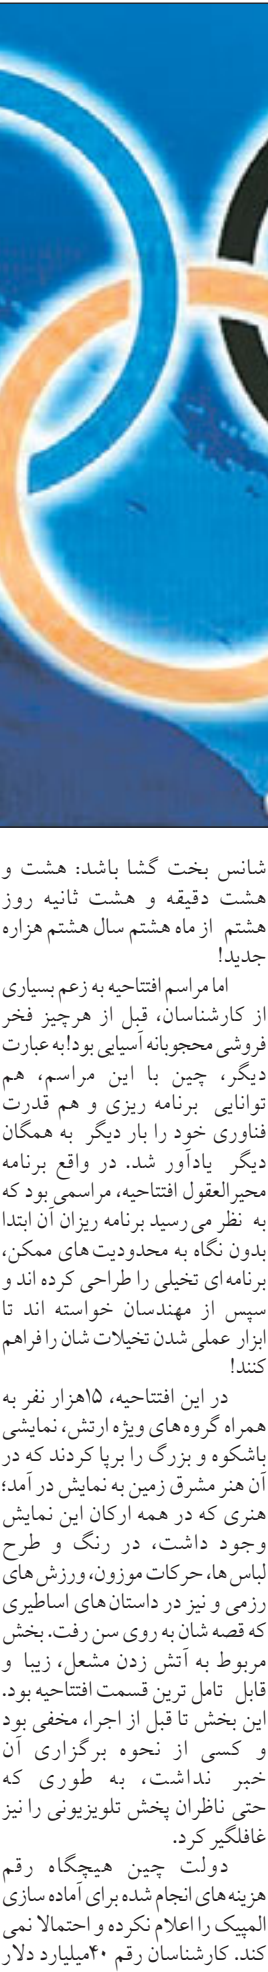 شانس بخت گشا باشد: هشت و
هشت دقیقه و هشت ثانیه روز
هشتم از ماه هشتم سال هشتم هزاره
جدید!
اما مراسم افتتاحیه به زعم بسیاری
از کارشناسان، قبل از هرچیز فخر
فروشی محجوبانه آسیایی بود! به عبارت
دیگر، چین با این مراسم، هم
توانایی برنامه ریزی و هم قدرت
فناوری خود را بار دیگر به همگان
دیگر یادآور شد. در واقع برنامه
محیرالعقول افتتاحیه، مراسمی بود که
به نظر می رسید برنامه ریزان آن ابتدا
بدون نگاه به محدودیت های ممکن،
برنامه ای تخیلی را طراحی کرده اند و
سپس از مهندسان خواسته اند تا
ابزار عملی شدن تخیلات شان را فراهم
کنند!
در این افتتاحیه، ۱۵هزار نفر به
همراه گروه های ویژه ارتش، نمایشی
باشکوه و بزرگ را برپا کردند که در
آن هنر مشرق زمین به نمایش در آمد؛
هنری که در همه ارکان این نمایش
وجود داشت، در رنگ و طرح
لباس ها، حرکات موزون، ورزش های
رزمی و نیز در داستان های اساطیری
که قصه شان به روی سن رفت. بخش
مربوط به آتش زدن مشعل، زیبا و
قابل تامل ترین قسمت افتتاحیه بود.
این بخش تا قبل از اجرا، مخفی بود
و کسی از نحوه برگزاری آن
خبر نداشت، به طوری که
حتی ناظران پخش تلویزیونی را نیز
غافلگیر کرد.
دولت چین هیچگاه رقم
هزینه های انجام شده برای آماده سازی
المپیک را اعلام نکرده و احتمالا نمی
کند. کارشناسان رقم ۴۰میلیارد دلار